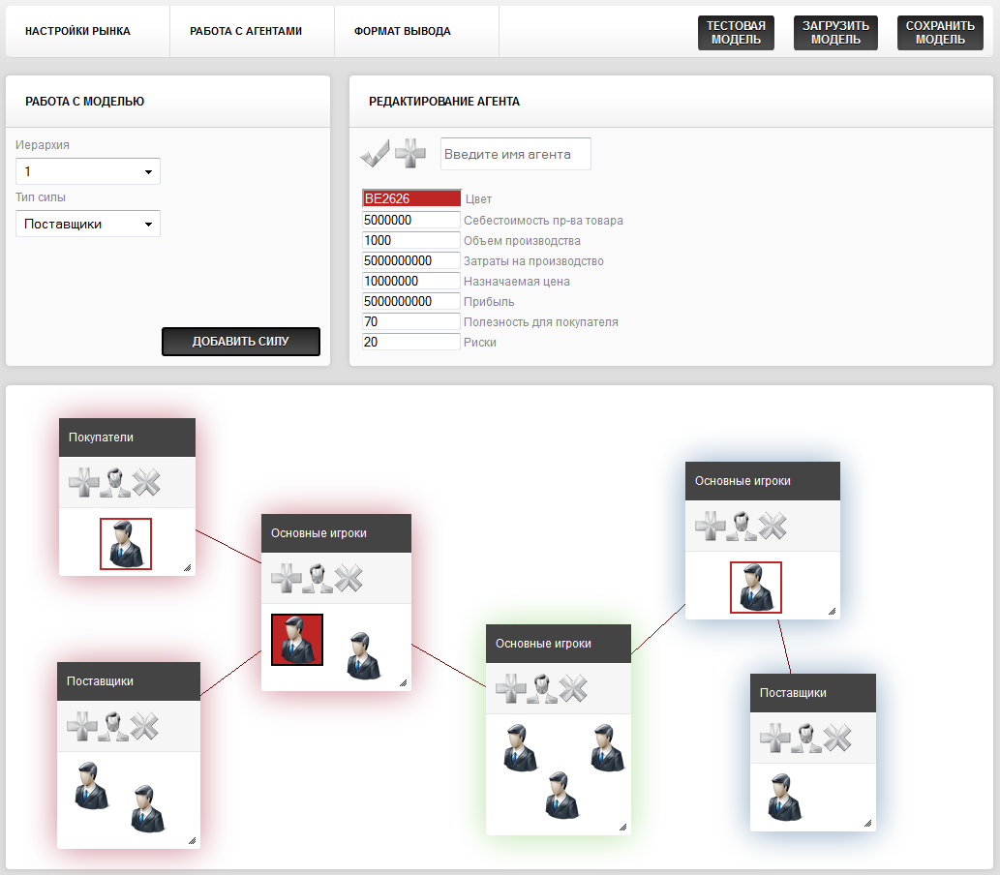 НАСТРОЙКИ РЫНКА
РАБОТА С АГЕНТАМИ
ФОРМАТ ВЫВОДА
ТЕСТОВАЯ
МОДЕЛЬ
ЗАГРУЗИТЬ
МОДЕЛЬ
СОХРАНИТЬ
МОДЕЛЬ
РАБОТА С МОДЕЛЬЮ
Иерархия
1
Тип силы
Поставщики
ДОБАВИТЬ СИЛУ
РЕДАКТИРОВАНИЕ АГЕНТА
Введите имя агента
BE2626 Цвет
5000000 Себестоимость пр-ва товара
1000 Объем производства
5000000000 Затраты на производство
10000000 Назначаемая цена
5000000000 Прибыль
70 Полезность для покупателя
20 Риски
Покупатели
Основные игроки
Основные игроки
Основные игроки
Поставщики
Поставщики